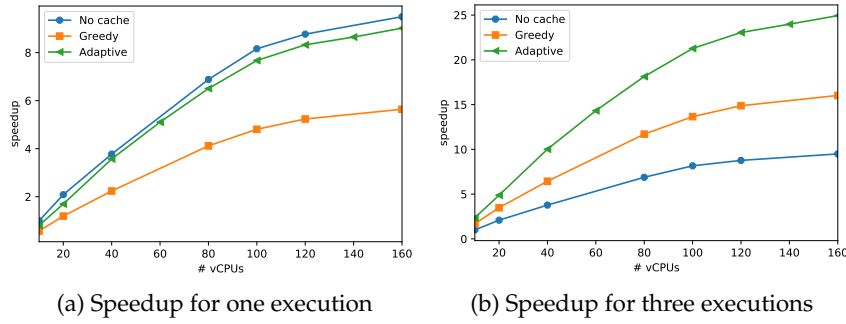 No cache
Greedy
Adaptive
8
6
4
2
speedup
20 40 60 80 100 120 140 160
# vCPUs
(a) Speedup for one execution
No cache
Greedy
Adaptive
25
20
15
10
5
0
speedup
20 40 60 80 100 120 140 160
# vCPUs
(b) Speedup for three executions